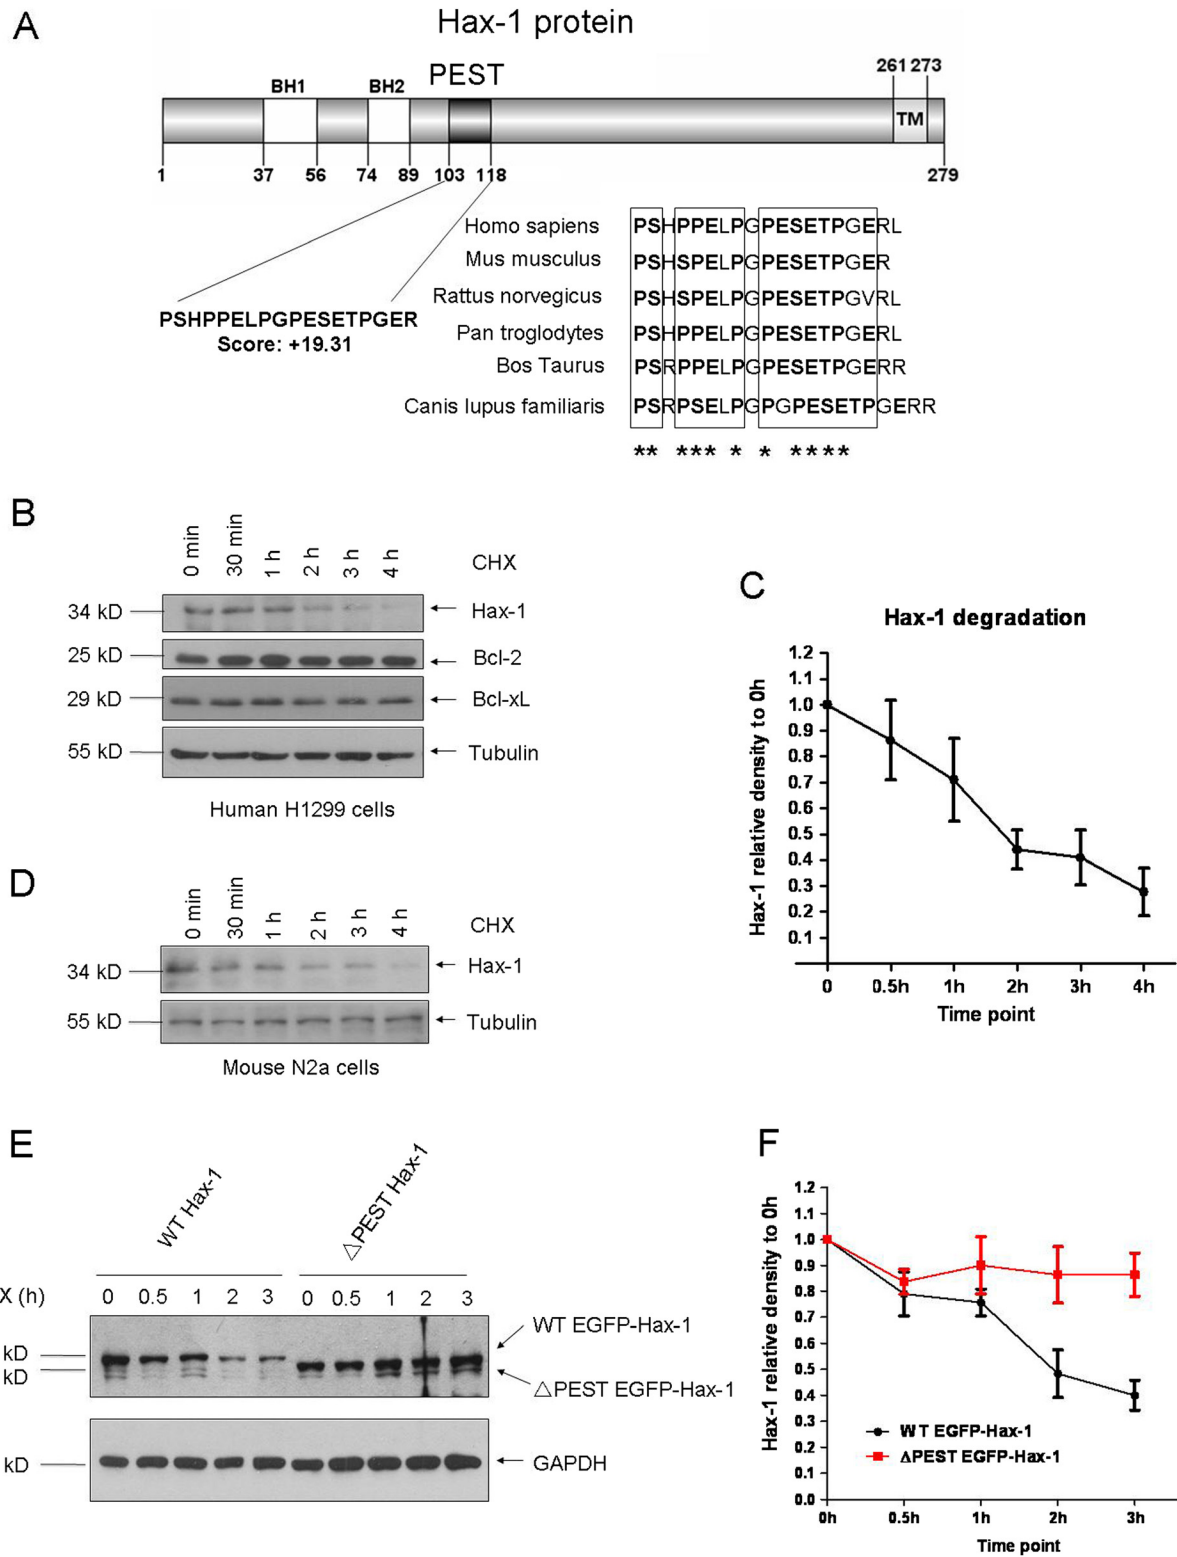 A
Hax-1 protein
PEST
BH1
BH2
261 273
TM
1 37 56 74 89 103 118 279
PSHPPELPGPESETPGER
Score: +19.31
Homo sapiens PSHPPELPGPESETPGERL
Mus musculus PSHSPELPGPESETPGER
Rattus norvegicus PSHSPELPGPESETPGVRL
Pan troglodytes PSHPPELPGPESETPGERL
Bos Taurus PSRPPELPGPESETPGERR
Canis lupus familiaris PSRPSELPGPGPESETPGERR
** *** * * ****
B
0 min 30 min 1 h 2 h 3 h 4 h CHX
34 kD Hax-1
25 kD Bcl-2
29 kD Bcl-xL
55 kD Tubulin
Human H1299 cells
C
Hax-1 degradation
Hax-1 relative density to 0h
1.2
1.1
1.0
0.9
0.8
0.7
0.6
0.5
0.4
0.3
0.2
0.1
0 0.5h 1h 2h 3h 4h
Time point
D
0 min 30 min 1 h 2 h 3 h 4 h CHX
34 kD Hax-1
55 kD Tubulin
Mouse N2a cells
E
WT Hax-1
△PEST Hax-1
X (h) 0 0.5 1 2 3 0 0.5 1 2 3
kD
kD
WT EGFP-Hax-1
△PEST EGFP-Hax-1
kD GAPDH
F
Hax-1 relative density to 0h
1.2
1.1
1.0
0.9
0.8
0.7
0.6
0.5
0.4
0.3
0.2
0.1
0.0
WT EGFP-Hax-1
ΔPEST EGFP-Hax-1
0h 0.5h 1h 2h 3h
Time point